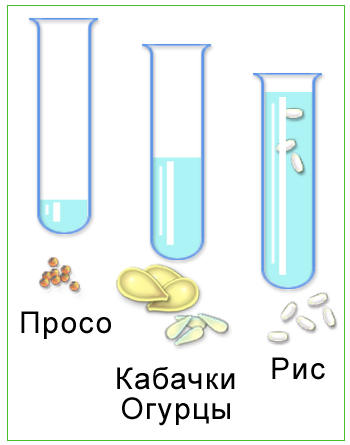 Просо
Кабачки
Огурцы
Рис